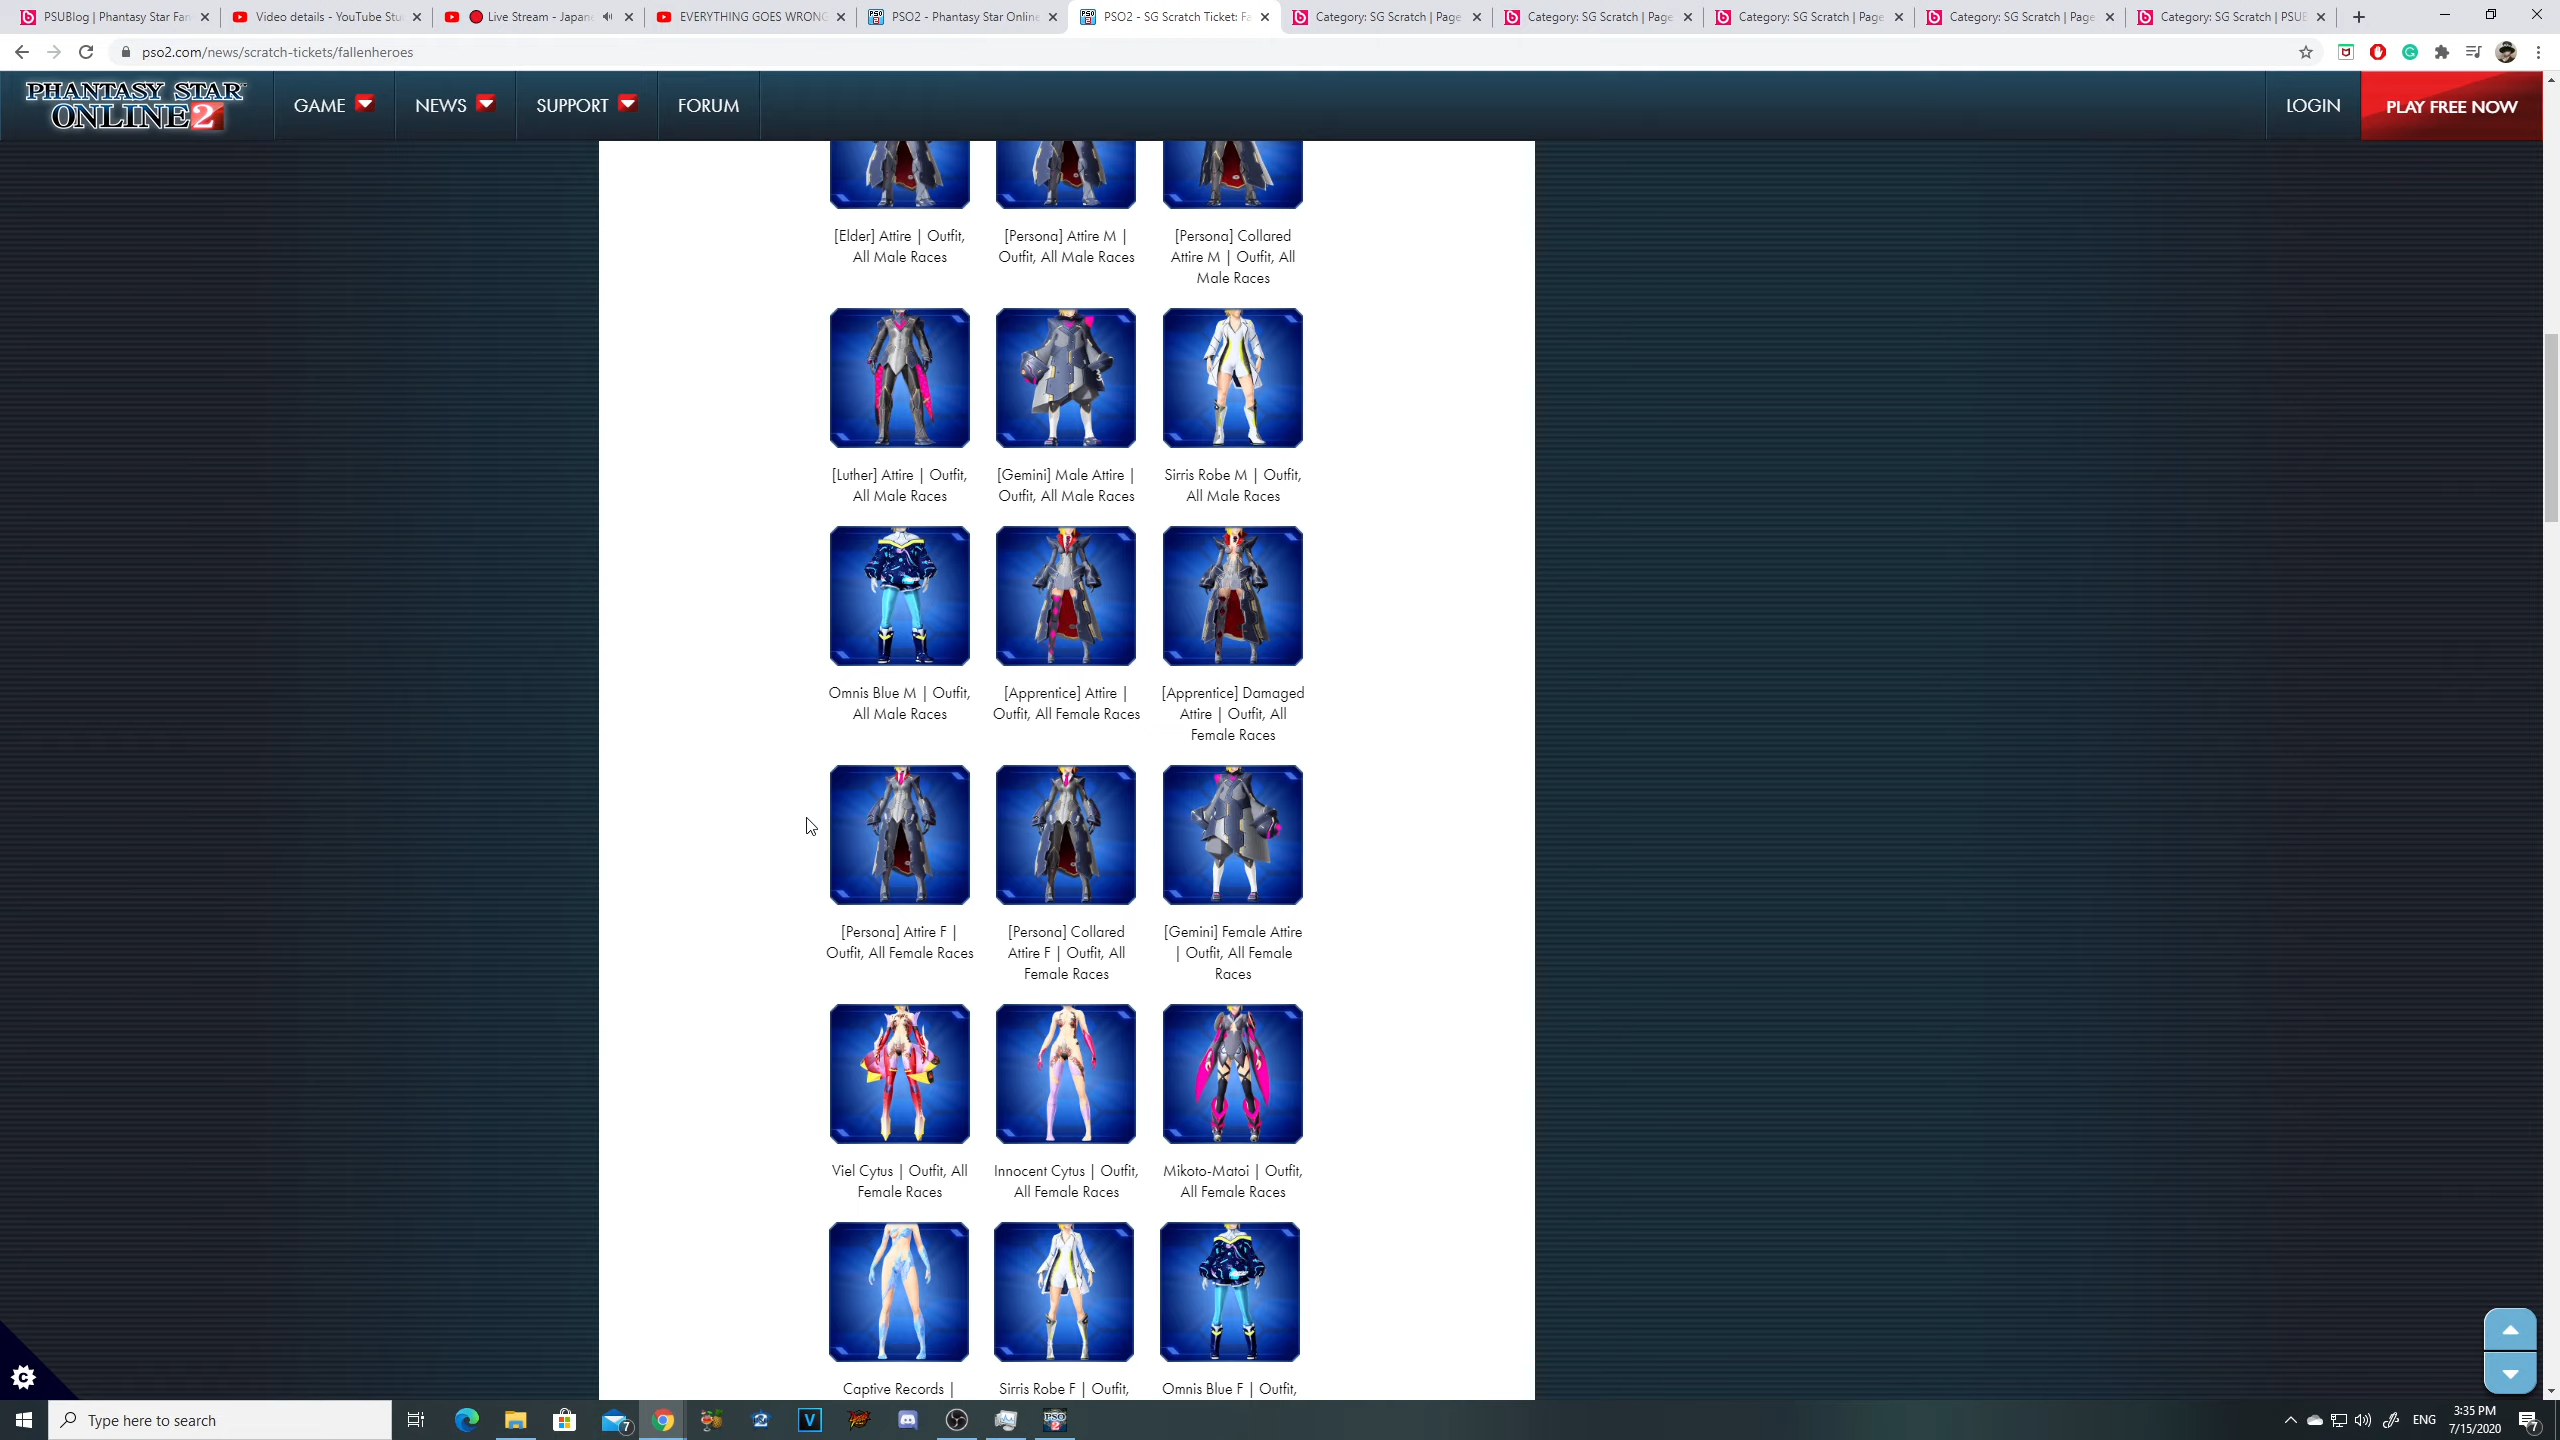 PSUBlog | Phantasy Star Fan
Video details - YouTube Stu
Live Stream - Japane
EVERYTHING GOES WRONG
PSO2 - Phantasy Star Online
PSO2 - SG Scratch Ticket: Fa
Category: SG Scratch | Page
Category: SG Scratch | Page
Category: SG Scratch | Page
Category: SG Scratch | Page
Category: SG Scratch | PSUB
pso2.com/news/scratch-tickets/fallenheroes
PHANTASY STAR
ONLINE 2
GAME
NEWS
SUPPORT
FORUM
LOGIN
PLAY FREE NOW
[Elder] Attire | Outfit,
All Male Races
[Persona] Attire M |
Outfit, All Male Races
[Persona] Collared
Attire M | Outfit, All
Male Races
[Luther] Attire | Outfit,
All Male Races
[Gemini] Male Attire |
Outfit, All Male Races
Sirris Robe M | Outfit,
All Male Races
Omnis Blue M | Outfit,
All Male Races
[Apprentice] Attire |
Outfit, All Female Races
[Apprentice] Damaged
Attire | Outfit, All
Female Races
[Persona] Attire F |
Outfit, All Female Races
[Persona] Collared
Attire F | Outfit, All
Female Races
[Gemini] Female Attire
| Outfit, All Female
Races
Viel Cytus | Outfit, All
Female Races
Innocent Cytus | Outfit,
All Female Races
Mikoto-Matoi | Outfit,
All Female Races
Captive Records |
Sirris Robe F | Outfit,
Omnis Blue F | Outfit,
Type here to search
7
V
PSO
2
ENG
3:35 PM
7/15/2020
7